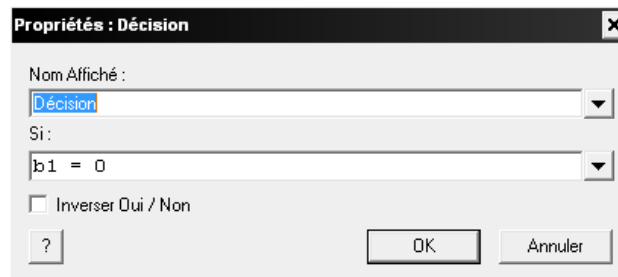 Propriétés : Décision
Nom Affiché :
Décision
Si :
b1 = 0
Inverser Oui / Non
?
OK
Annuler